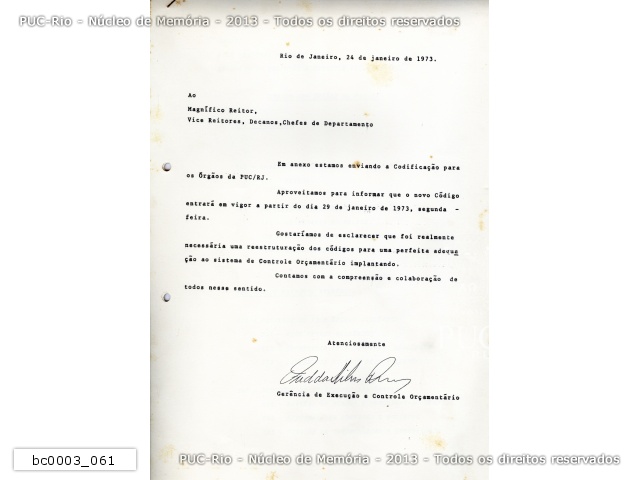 PUC-Rio - Núcleo de Memória - 2013 - Todos os direitos reservados
Rio de Janeiro, 24 de janeiro de 1973.
Ao
Magnífico Reitor,
Vice Reitores, Decanos,Chefes de Departamento
Em anexo estamos enviando a Codificação para
os Órgãos da PUC/RJ.
Aproveitamos para informar que o novo Código
entrará em vigor a partir do dia 29 de janeiro de 1973, segunda -
feira.
Gostaríamos de esclarecer que foi realmente
necessária uma reestruturação dos códigos para uma perfeita adequa
ção ao sistema de Controle Orçamentário implantando.
Contamos com a compreensão e colaboração de
todos nesse sentido.
Atenciosamente
Gerência de Execução e Controle Orçamentário
bc0003_061
PUC-Rio - Núcleo de Memória - 2013 - Todos os direitos reservados